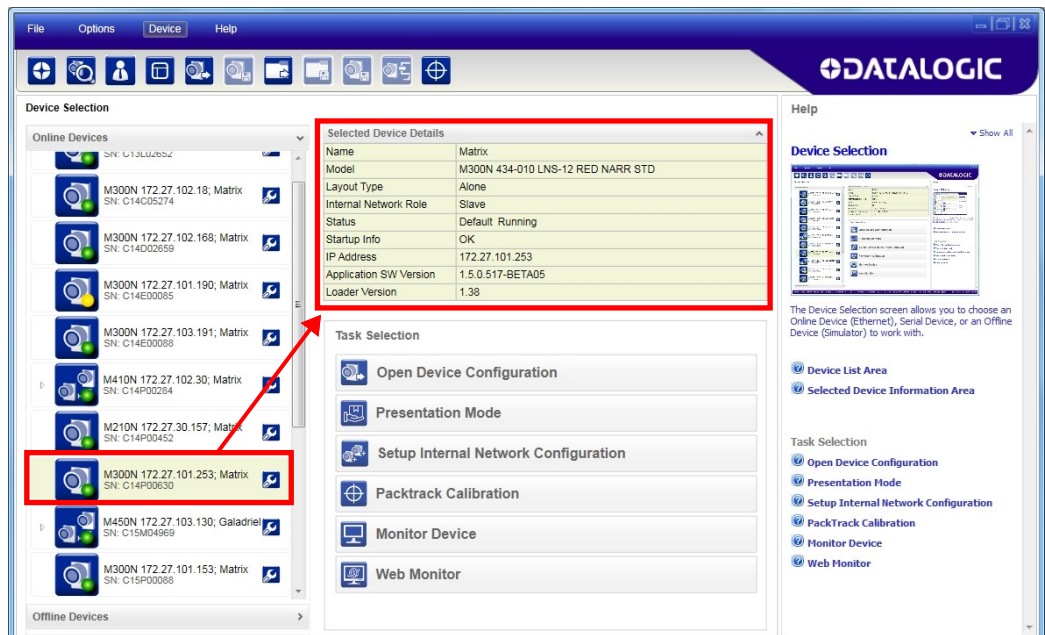 File Options Device Help
DATALOGIC
Device Selection
Online Devices
SN: C13L02652
M300N 172.27.102.18; Matrix
SN: C14C05274
M300N 172.27.102.168; Matrix
SN: C14D02659
M300N 172.27.101.190; Matrix
SN: C14E00085
M300N 172.27.103.191; Matrix
SN: C14E00088
M410N 172.27.102.30; Matrix
SN: C14P00284
M210N 172.27.30.157; Matrix
SN: C14P00452
M300N 172.27.101.253; Matrix
SN: C14P00630
M450N 172.27.103.130; Galadriel
SN: C15M04969
M300N 172.27.101.153; Matrix
SN: C15P00088
Offline Devices
Selected Device Details
Name Matrix
Model M300N 434-010 LNS-12 RED NARR STD
Layout Type Alone
Internal Network Role Slave
Status Default Running
Startup Info OK
IP Address 172.27.101.253
Application SW Version 1.5.0.517-BETA05
Loader Version 1.38
Task Selection
Open Device Configuration
Presentation Mode
Setup Internal Network Configuration
Packtrack Calibration
Monitor Device
Web Monitor
Help
Show All
Device Selection
DATALOGIC
The Device Selection screen allows you to choose an
Online Device (Ethernet), Serial Device, or an Offline
Device (Simulator) to work with.
Device List Area
Selected Device Information Area
Task Selection
Open Device Configuration
Presentation Mode
Setup Internal Network Configuration
PackTrack Calibration
Monitor Device
Web Monitor